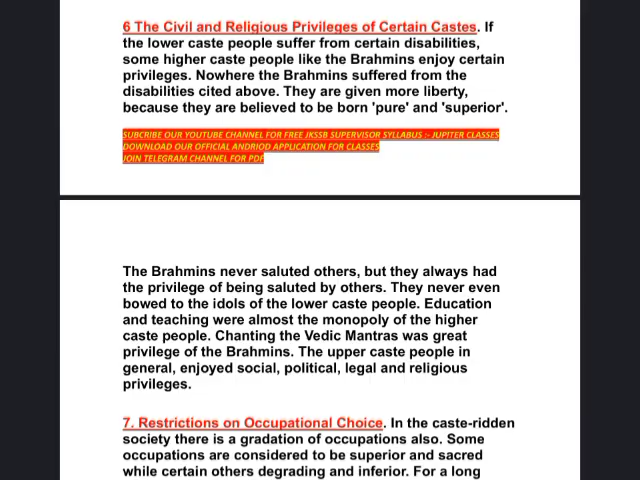 6 The Civil and Religious Privileges of Certain Castes. If
the lower caste people suffer from certain disabilities,
some higher caste people like the Brahmins enjoy certain
privileges. Nowhere the Brahmins suffered from the
disabilities cited above. They are given more liberty,
because they are believed to be born 'pure' and 'superior'.
SUBCRIBE OUR YOUTUBE CHANNEL FOR FREE JKSSB SUPERVISOR SYLLABUS :- JUPITER CLASSES
DOWNLOAD OUR OFFICIAL ANDRIOD APPLICATION FOR CLASSES
JOIN TELEGRAM CHANNEL FOR PDF
The Brahmins never saluted others, but they always had
the privilege of being saluted by others. They never even
bowed to the idols of the lower caste people. Education
and teaching were almost the monopoly of the higher
caste people. Chanting the Vedic Mantras was great
privilege of the Brahmins. The upper caste people in
general, enjoyed social, political, legal and religious
privileges.
7. Restrictions on Occupational Choice. In the caste-ridden
society there is a gradation of occupations also. Some
occupations are considered to be superior and sacred
while certain others degrading and inferior. For a long